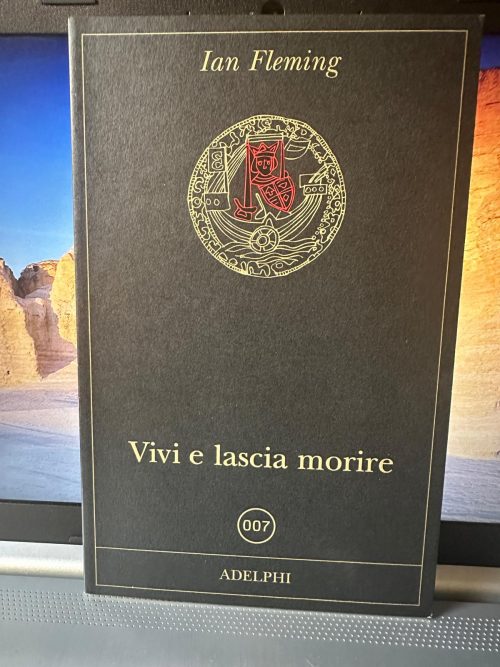 Ian Fleming
Vivi e lascia morire
007
ADELPHI